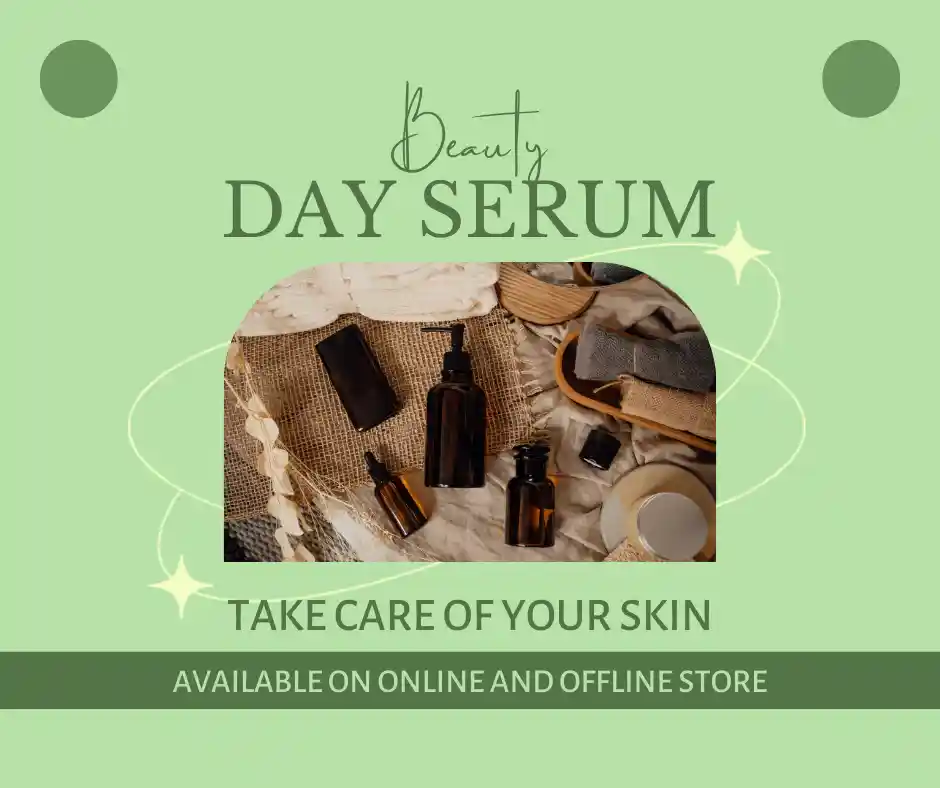 Beauty
DAY SERUM
TAKE CARE OF YOUR SKIN
AVAILABLE ON ONLINE AND OFFLINE STORE